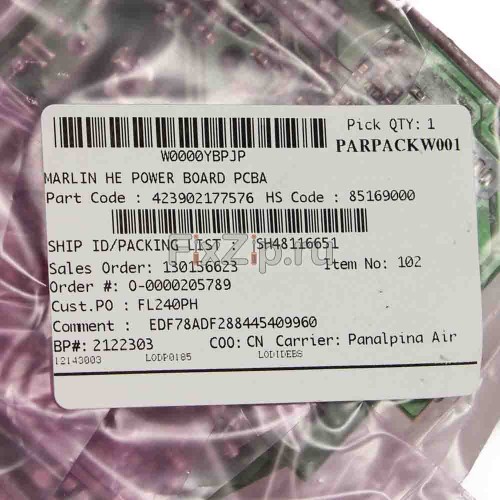 Pick QTY: 1
W0000YBPJP
PARPACKW001
MARLIN HE POWER BOARD PCBA
Part Code : 423902177576 HS Code : 85169000
SHIP ID/PACKING LIST : SH48116651
Sales Order: 130156623 Item No: 102
Order #: O-0000205789
Cust.PO : FL240PH
Comment : EDF78ADF288445409960
BP#: 2122303 COO: CN Carrier: Panalpina Air
12143003 LODP0185 LODIDEBS
FixZip.ru